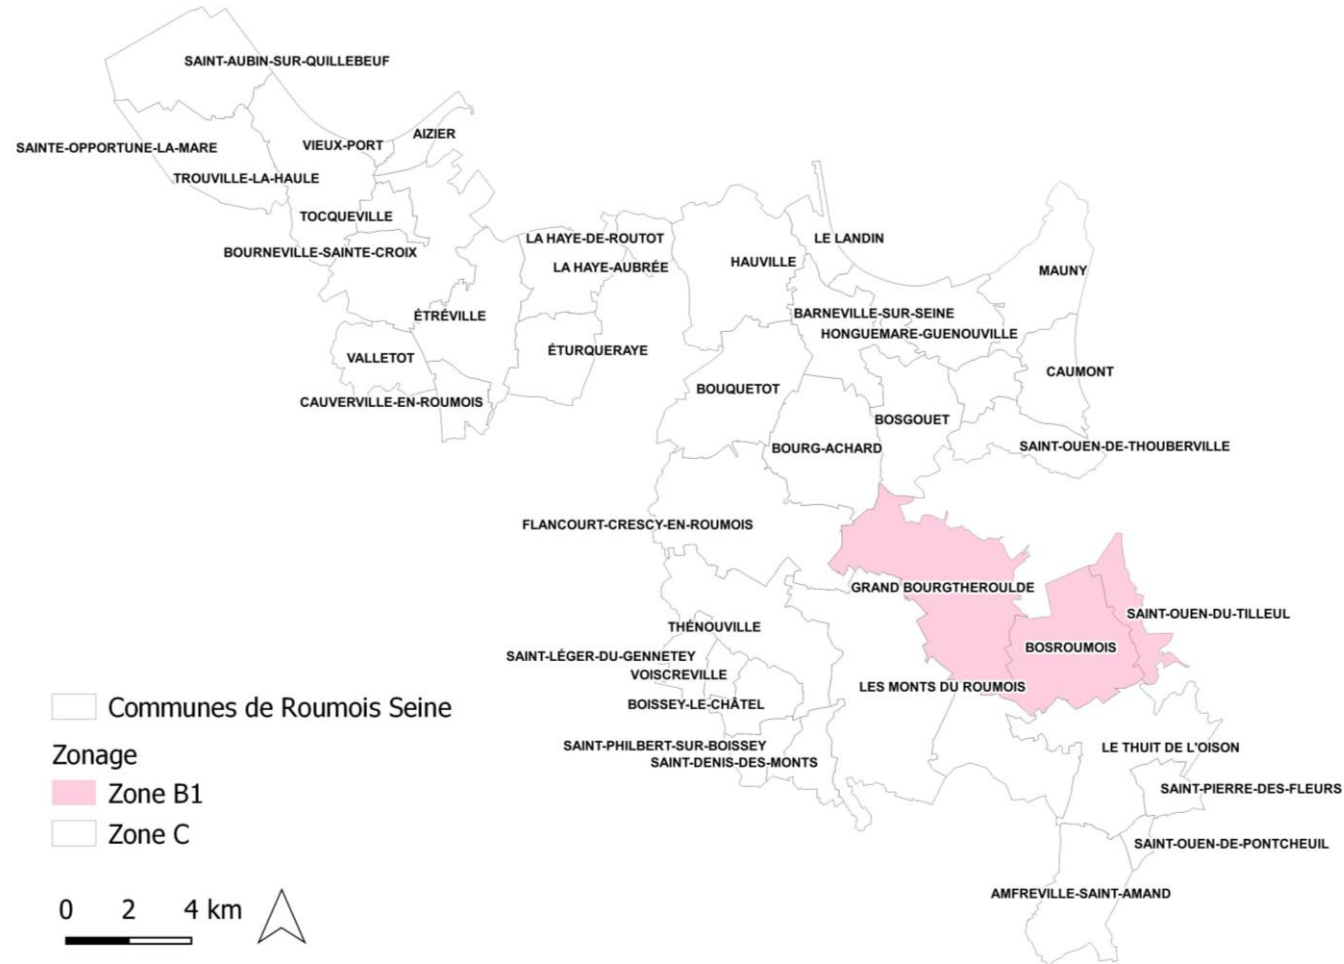 SAINT-AUBIN-SUR-QUILLEBEUF
AIZIER
VIEUX-PORT
SAINTE-OPPORTUNE-LA-MARE
TROUVILLE-LA-HAULE
TOCQUEVILLE
LA HAYE-DE-ROUTOT
LE LANDIN
BOURNEVILLE-SAINTE-CROIX
HAUVILLE
LA HAYE-AUBRÉE
MAUNY
BARNEVILLE-SUR-SEINE
ÉTRÉVILLE
HONGUEMARE-GUENOUVILLE
ÉTURQUERAYE
VALLETOT
CAUMONT
BOUQUETOT
CAUVERVILLE-EN-ROUMOIS
BOSGOUET
BOURG-ACHARD
SAINT-OUEN-DE-THOUBERVILLE
FLANCOURT-CRESCY-EN-ROUMOIS
GRAND BOURGTHEROULDE
SAINT-OUEN-DU-TILLEUL
THÉNOUVILLE
BOSROUMOIS
SAINT-LÉGER-DU-GENNETEY
VOISCREVILLE
LES MONTS DU ROUMOIS
BOISSEY-LE-CHÂTEL
SAINT-PHILBERT-SUR-BOISSEY
LE THUIT DE L'OISON
SAINT-DENIS-DES-MONTS
SAINT-PIERRE-DES-FLEURS
SAINT-OUEN-DE-PONTCHEUIL
AMFREVILLE-SAINT-AMAND
Communes de Roumois Seine
Zonage
Zone B1
Zone C
0 2 4 km